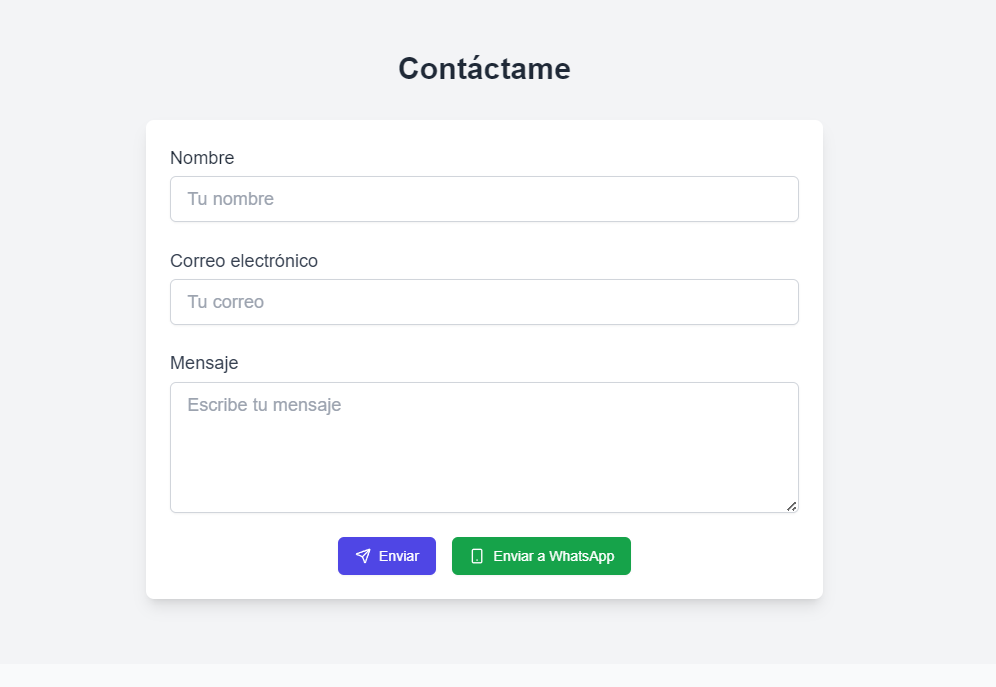 Contáctame
Nombre
Tu nombre
Correo electrónico
Tu correo
Mensaje
Escribe tu mensaje
Enviar
Enviar a WhatsApp